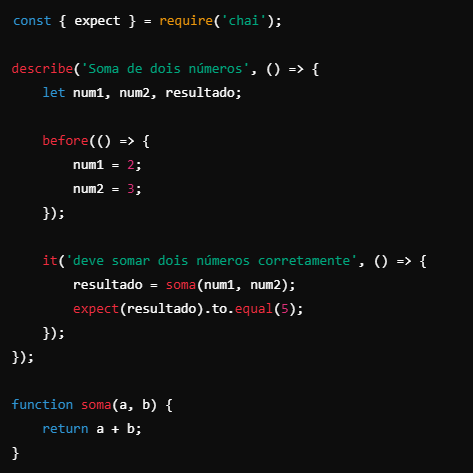 const { expect } = require('chai');
describe('Soma de dois números', () => {
let num1, num2, resultado;
before(() => {
num1 = 2;
num2 = 3;
});
it('deve somar dois números corretamente', () => {
resultado = soma(num1, num2);
expect(resultado).to.equal(5);
});
});
function soma(a, b) {
return a + b;
}